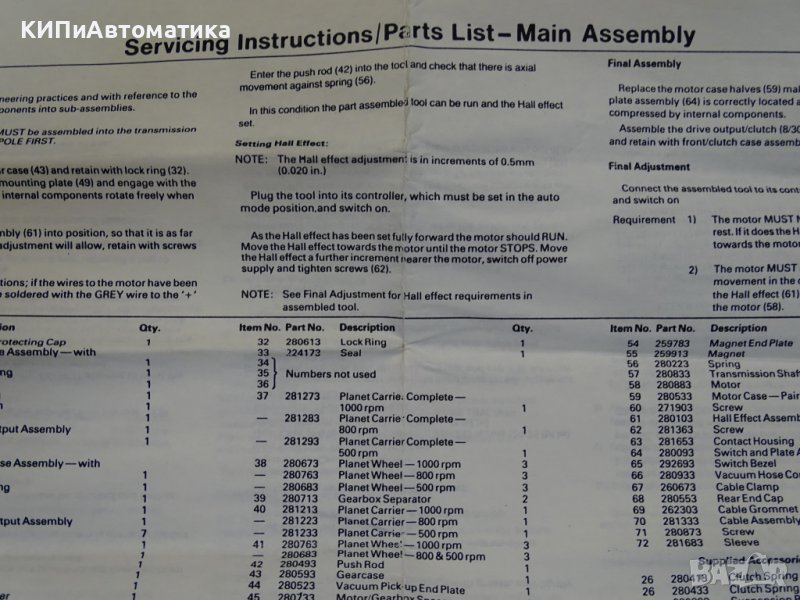 КИПиАвтоматика
Servicing Instructions/Parts List – Main Assembly
neering practices and with reference to the
ponents into sub-assemblies.
MUST be assembled into the transmission
POLE FIRST.
r case (43) and retain with lock ring (32).
mounting plate (49) and engage with the
internal components rotate freely when
mbly (61) into position, so that it is as far
adjustment will allow, retain with screws
tions; if the wires to the motor have been
soldered with the GREY wire to the '+'
Enter the push rod (42) into the tool and check that there is axial
movement against spring (56).
In this condition the part assembled tool can be run and the Hall effect
set.
Setting Hall Effect:
NOTE: The Hall effect adjustment is in increments of 0.5mm
(0.020 in.)
Plug the tool into its controller, which must be set in the auto
mode position, and switch on.
As the Hall effect has been set fully forward the motor should RUN.
Move the Hall effect towards the motor until the motor STOPS. Move
the Hall effect a further increment nearer the motor, switch off power
supply and tighten screws (62).
NOTE: See Final Adjustment for Hall effect requirements in
assembled tool.
Final Assembly
Replace the motor case halves (59) mak
plate assembly (64) is correctly located a
compressed by internal components.
Assemble the drive output/clutch (8/30
and retain with front/clutch case assemb
Final Adjustment
Connect the assembled tool to its cont
and switch on
Requirement 1) The motor MUST N
rest. If it does the H
towards the motor
2) The motor MUST
movement in the
the Hall effect (61)
the motor (58).
tion Qty.
rotecting Cap 1
e Assembly — with
1
ing 1
1
1
1
tput Assembly 1
1
se Assembly — with
1
ing 1
1
1
tput Assembly 1
7
1
1
1
1
1
1
Item No. Part No. Description Qty.
32 280613 Lock Ring 1
33 224173 Seal 1
34
35 Numbers not used
36
37 281273 Planet Carrier Complete —
1000 rpm 1
— 281283 Planet Carrier Complete —
800 rpm 1
— 281293 Planet Carrier Complete —
500 rpm 1
38 280673 Planet Wheel — 1000 rpm 3
— 280763 Planet Wheel — 800 rpm 3
— 280683 Planet Wheel — 500 rpm 3
39 280713 Gearbox Separator 2
40 281213 Planet Carrier — 1000 rpm 1
— 281223 Planet Carrier — 800 rpm 1
— 281233 Planet Carrier — 500 rpm 1
41 280763 Planet Wheel — 1000 rpm 3
— 280683 Planet Wheel — 800 & 500 rpm 3
42 280493 Push Rod 1
43 280593 Gearcase 1
44 280523 Vacuum Pick-up End Plate 1
45 280733 Motor/Gearbox
Item No. Part No. Description
54 259783 Magnet End Plate
55 259913 Magnet
56 280223 Spring
57 280833 Transmission Shaft
58 280883 Motor
59 280533 Motor Case — Pair
60 271903 Screw
61 280103 Hall Effect Assemb
62 281363 Screw
63 281653 Contact Housing
64 280093 Switch and Plate A
65 292693 Switch Bezel
66 280933 Vacuum Hose Co
67 260673 Cable Clamp
68 280553 Rear End Cap
69 262303 Cable Grommet
70 281333 Cable Assembly
71 280873 Screw
72 281683 Sleeve
Supplied Accessorie
26 280413 Clutch Spring
26 280433 Clutch Spring